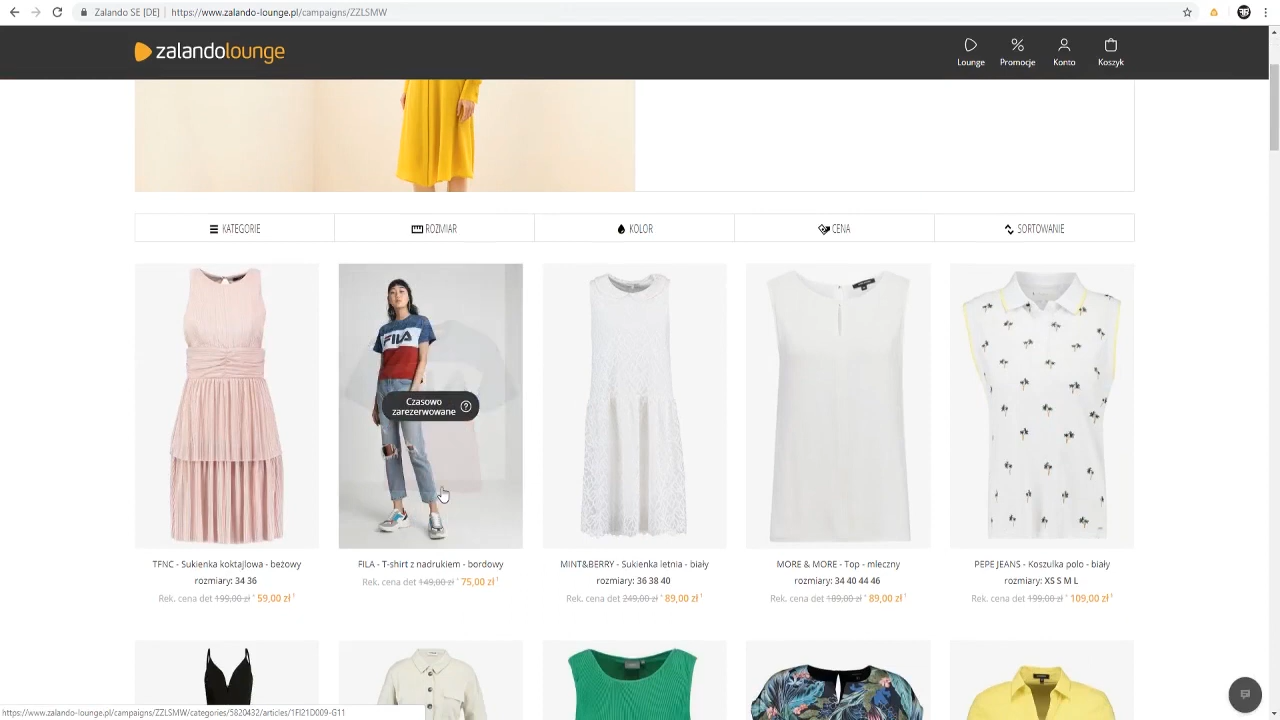 Zalando SE [DE] | https://www.zalando-lounge.pl/campaigns/ZZLSMW
zalandolounge
Lounge
Promocje
Konto
Koszyk
KATEGORIE
ROZMIAR
KOLOR
CENA
SORTOWANIE
FILA
Czasowo
zarezerwowane
TFNC - Sukienka koktajlowa - beżowy
rozmiary: 34 36
Rek. cena det 199,00 zł * 59,00 zł 1
FILA - T-shirt z nadrukiem - bordowy
Rek. cena det 149,00 zł * 75,00 zł 1
MINT&BERRY - Sukienka letnia - biały
rozmiary: 36 38 40
Rek. cena det 249,00 zł * 89,00 zł 1
MORE & MORE - Top - mleczny
rozmiary: 34 40 44 46
Rek. cena det 189,00 zł * 89,00 zł 1
PEPE JEANS - Koszulka polo - biały
rozmiary: XS S M L
Rek. cena det 199,00 zł * 109,00 zł 1
https://www.zalando-lounge.pl/campaigns/ZZLSMW/categories/5820432/articles/1FI21D009-G11